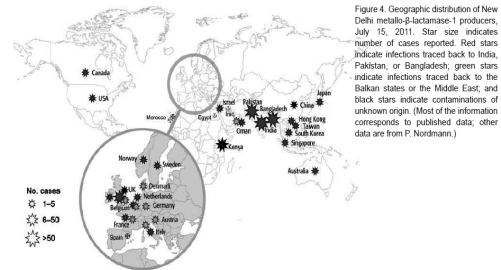 Figure 4. Geographic distribution of New
Delhi metallo-β-lactamase-1 producers,
July 15, 2011. Star size indicates
number of cases reported. Red stars
indicate infections traced back to India,
Pakistan, or Bangladesh; green stars
indicate infections traced back to the
Balkan states or the Middle East; and
black stars indicate contaminations of
unknown origin. (Most of the information
corresponds to published data; other
data are from P. Nordmann.)
Canada
USA
Morocco
Israel
Egypt
Iraq
Oman
Pakistan
Bangladesh
India
Kenya
China
Japan
Hong Kong
Taiwan
South Korea
Singapore
Australia
Norway
Sweden
UK
Denmark
Netherlands
Belgium
Germany
France
Austria
Italy
No. cases
1–5
6–50
>50